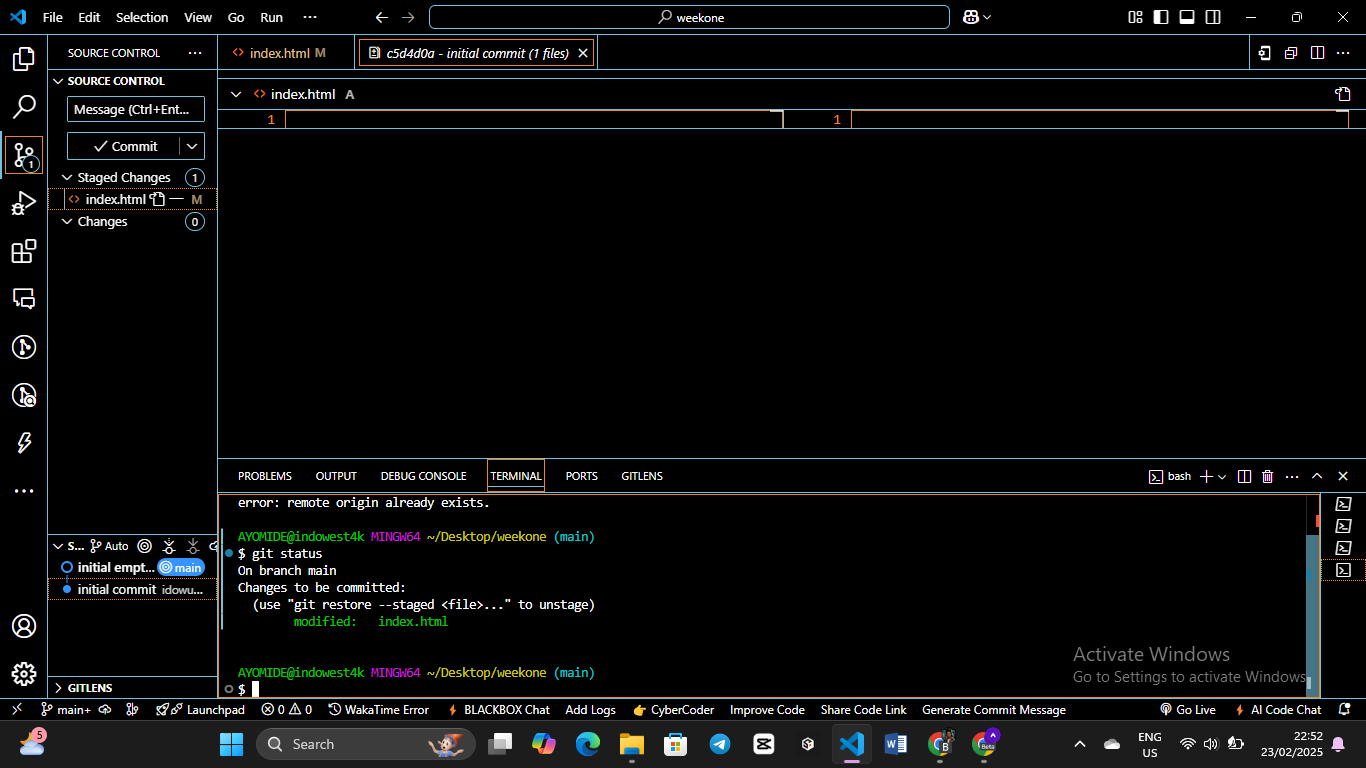 File Edit Selection View Go Run ··· weekone
SOURCE CONTROL ···
index.html M
c5d4d0a - initial commit (1 files)
SOURCE CONTROL
Message (Ctrl+Ent...
Commit
Staged Changes 1
index.html M
Changes 0
index.html A
1 1
1
PROBLEMS OUTPUT DEBUG CONSOLE TERMINAL PORTS GITLENS
bash
error: remote origin already exists.
AYOMIDE@indowest4k MINGW64 ~/Desktop/weekone (main)
$ git status
On branch main
Changes to be committed:
(use "git restore --staged <file>..." to unstage)
modified: index.html
AYOMIDE@indowest4k MINGW64 ~/Desktop/weekone (main)
$
S... Auto
initial empt... main
initial commit idowu...
GITLENS
Activate Windows
Go to Settings to activate Windows.
main+ Launchpad 0 0 WakaTime Error BLACKBOX Chat Add Logs CyberCoder Improve Code Share Code Link Generate Commit Message Go Live AI Code Chat
5
Search
B
Beta
ENG
US
22:52
23/02/2025